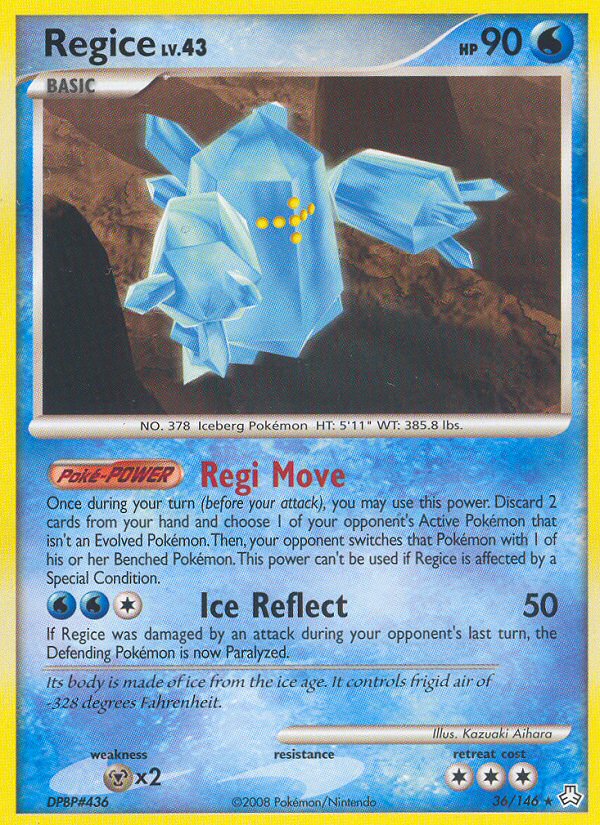 Regice LV.43
HP 90
BASIC
NO. 378 Iceberg Pokémon HT: 5'11" WT: 385.8 lbs.
Poké-POWER Regi Move
Once during your turn (before your attack), you may use this power. Discard 2
cards from your hand and choose 1 of your opponent's Active Pokémon that
isn't an Evolved Pokémon. Then, your opponent switches that Pokémon with 1 of
his or her Benched Pokémon. This power can't be used if Regice is affected by a
Special Condition.
Ice Reflect 50
If Regice was damaged by an attack during your opponent's last turn, the
Defending Pokémon is now Paralyzed.
Its body is made of ice from the ice age. It controls frigid air of
-328 degrees Fahrenheit.
Illus. Kazuaki Aihara
weakness resistance retreat cost
x2
DPBP#436 ©2008 Pokémon/Nintendo 36/146 ★